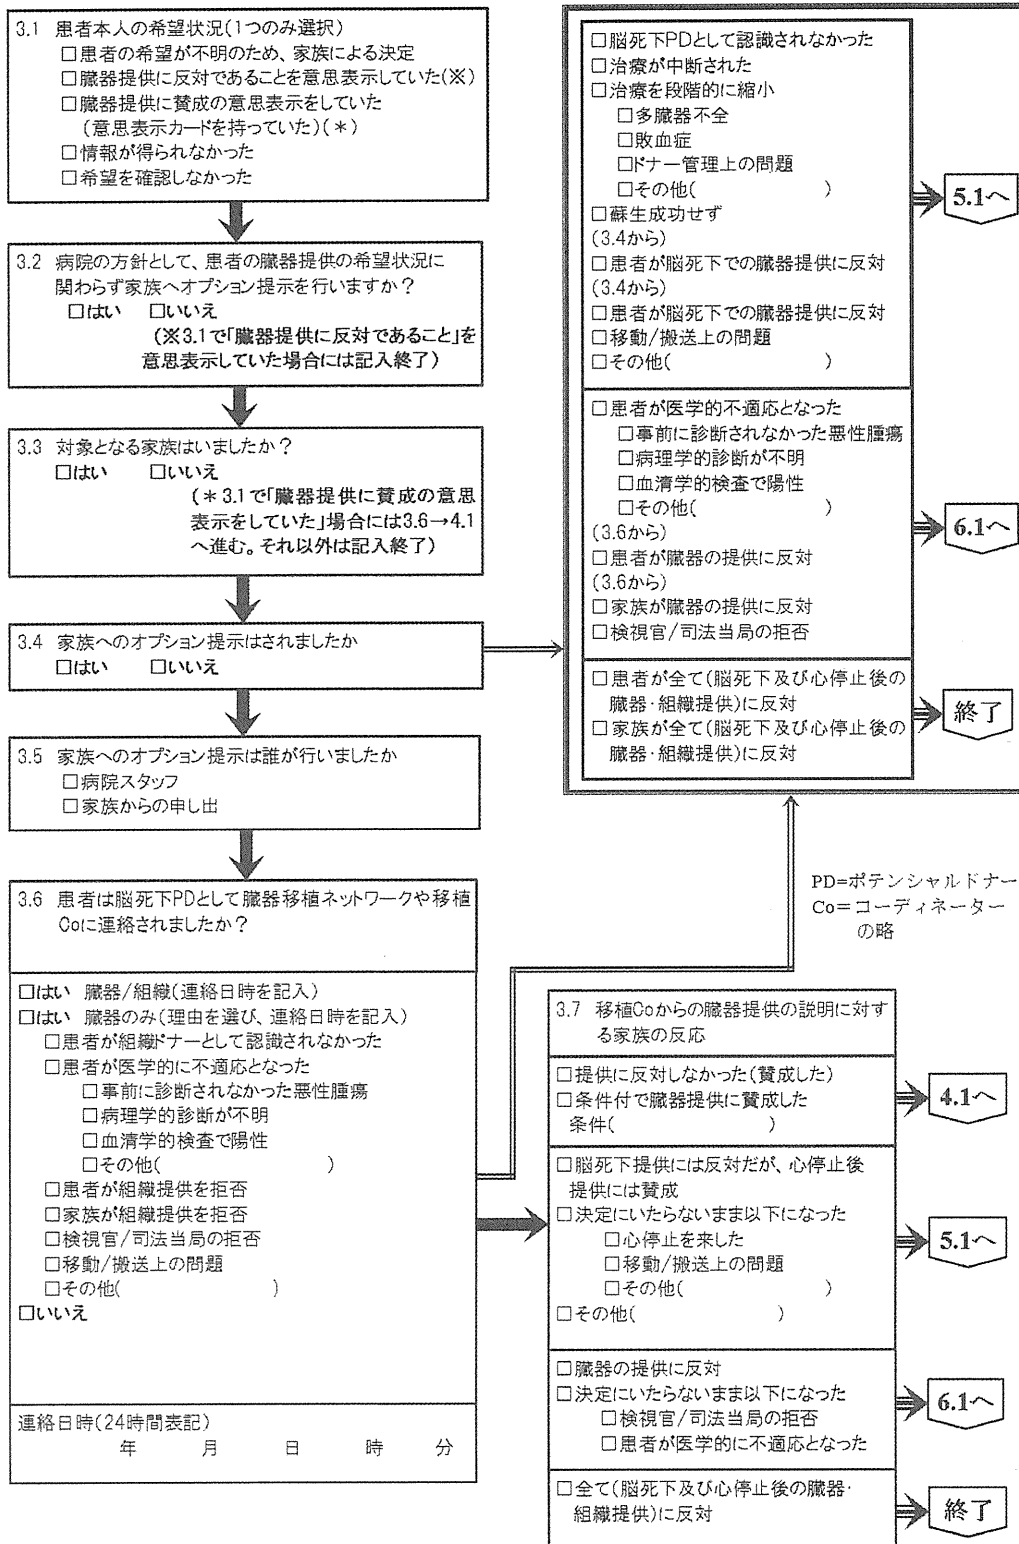 3.1 患者本人の希望状況(1つのみ選択)
□患者の希望が不明のため、家族による決定
□臓器提供に反対であることを意思表示していた(※)
□臓器提供に賛成の意思表示をしていた
(意思表示カードを持っていた)(＊)
□情報が得られなかった
□希望を確認しなかった
3.2 病院の方針として、患者の臓器提供の希望状況に
関わらず家族へオプション提示を行いますか？
□はい □いいえ
(※3.1で「臓器提供に反対であること」を
意思表示していた場合には記入終了)
3.3 対象となる家族はいましたか？
□はい □いいえ
(＊3.1で「臓器提供に賛成の意思
表示をしていた」場合には3.6→4.1
へ進む。それ以外は記入終了)
3.4 家族へのオプション提示はされましたか
□はい □いいえ
3.5 家族へのオプション提示は誰が行いましたか
□病院スタッフ
□家族からの申し出
3.6 患者は脳死下PDとして臓器移植ネットワークや移植
Coに連絡されましたか？
□はい 臓器/組織(連絡日時を記入)
□はい 臓器のみ(理由を選び、連絡日時を記入)
□患者が組織ドナーとして認識されなかった
□患者が医学的に不適応となった
□事前に診断されなかった悪性腫瘍
□病理学的診断が不明
□血清学的検査で陽性
□その他( )
□患者が組織提供を拒否
□家族が組織提供を拒否
□検視官/司法当局の拒否
□移動/搬送上の問題
□その他( )
□いいえ
連絡日時(24時間表記)
年 月 日 時 分
□脳死下PDとして認識されなかった
□治療が中断された
□治療を段階的に縮小
□多臓器不全
□敗血症
□ドナー管理上の問題
□その他( )
□蘇生成功せず
(3.4から)
□患者が脳死下での臓器提供に反対
(3.4から)
□患者が脳死下での臓器提供に反対
□移動/搬送上の問題
□その他( )
5.1へ
□患者が医学的不適応となった
□事前に診断されなかった悪性腫瘍
□病理学的診断が不明
□血清学的検査で陽性
□その他( )
(3.6から)
□患者が臓器の提供に反対
(3.6から)
□家族が臓器の提供に反対
□検視官/司法当局の拒否
6.1へ
□患者が全て(脳死下及び心停止後の
臓器・組織提供)に反対
□家族が全て(脳死下及び心停止後の
臓器・組織提供)に反対
終了
PD=ポテンシャルドナー
Co=コーディネーター
の略
3.7 移植Coからの臓器提供の説明に対す
る家族の反応
□提供に反対しなかった(賛成した)
□条件付で臓器提供に賛成した
条件( )
4.1へ
□脳死下提供には反対だが、心停止後
提供には賛成
□決定にいたらないまま以下になった
□心停止を来した
□移動/搬送上の問題
□その他( )
□その他( )
5.1へ
□臓器の提供に反対
□決定にいたらないまま以下になった
□検視官/司法当局の拒否
□患者が医学的に不適応となった
6.1へ
□全て(脳死下及び心停止後の臓器・
組織提供)に反対
終了